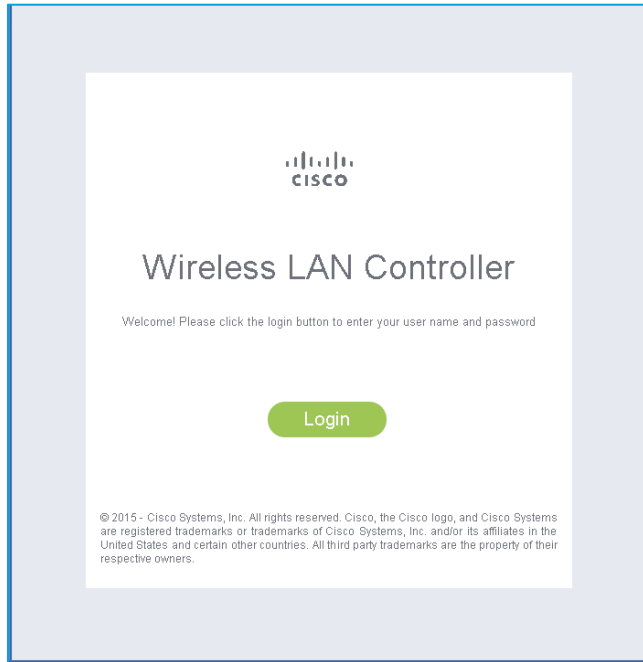 CISCO
Wireless LAN Controller
Welcome! Please click the login button to enter your user name and password
Login
© 2015 - Cisco Systems, Inc. All rights reserved. Cisco, the Cisco logo, and Cisco Systems
are registered trademarks or trademarks of Cisco Systems, Inc. and/or its affiliates in the
United States and certain other countries. All third party trademarks are the property of their
respective owners.